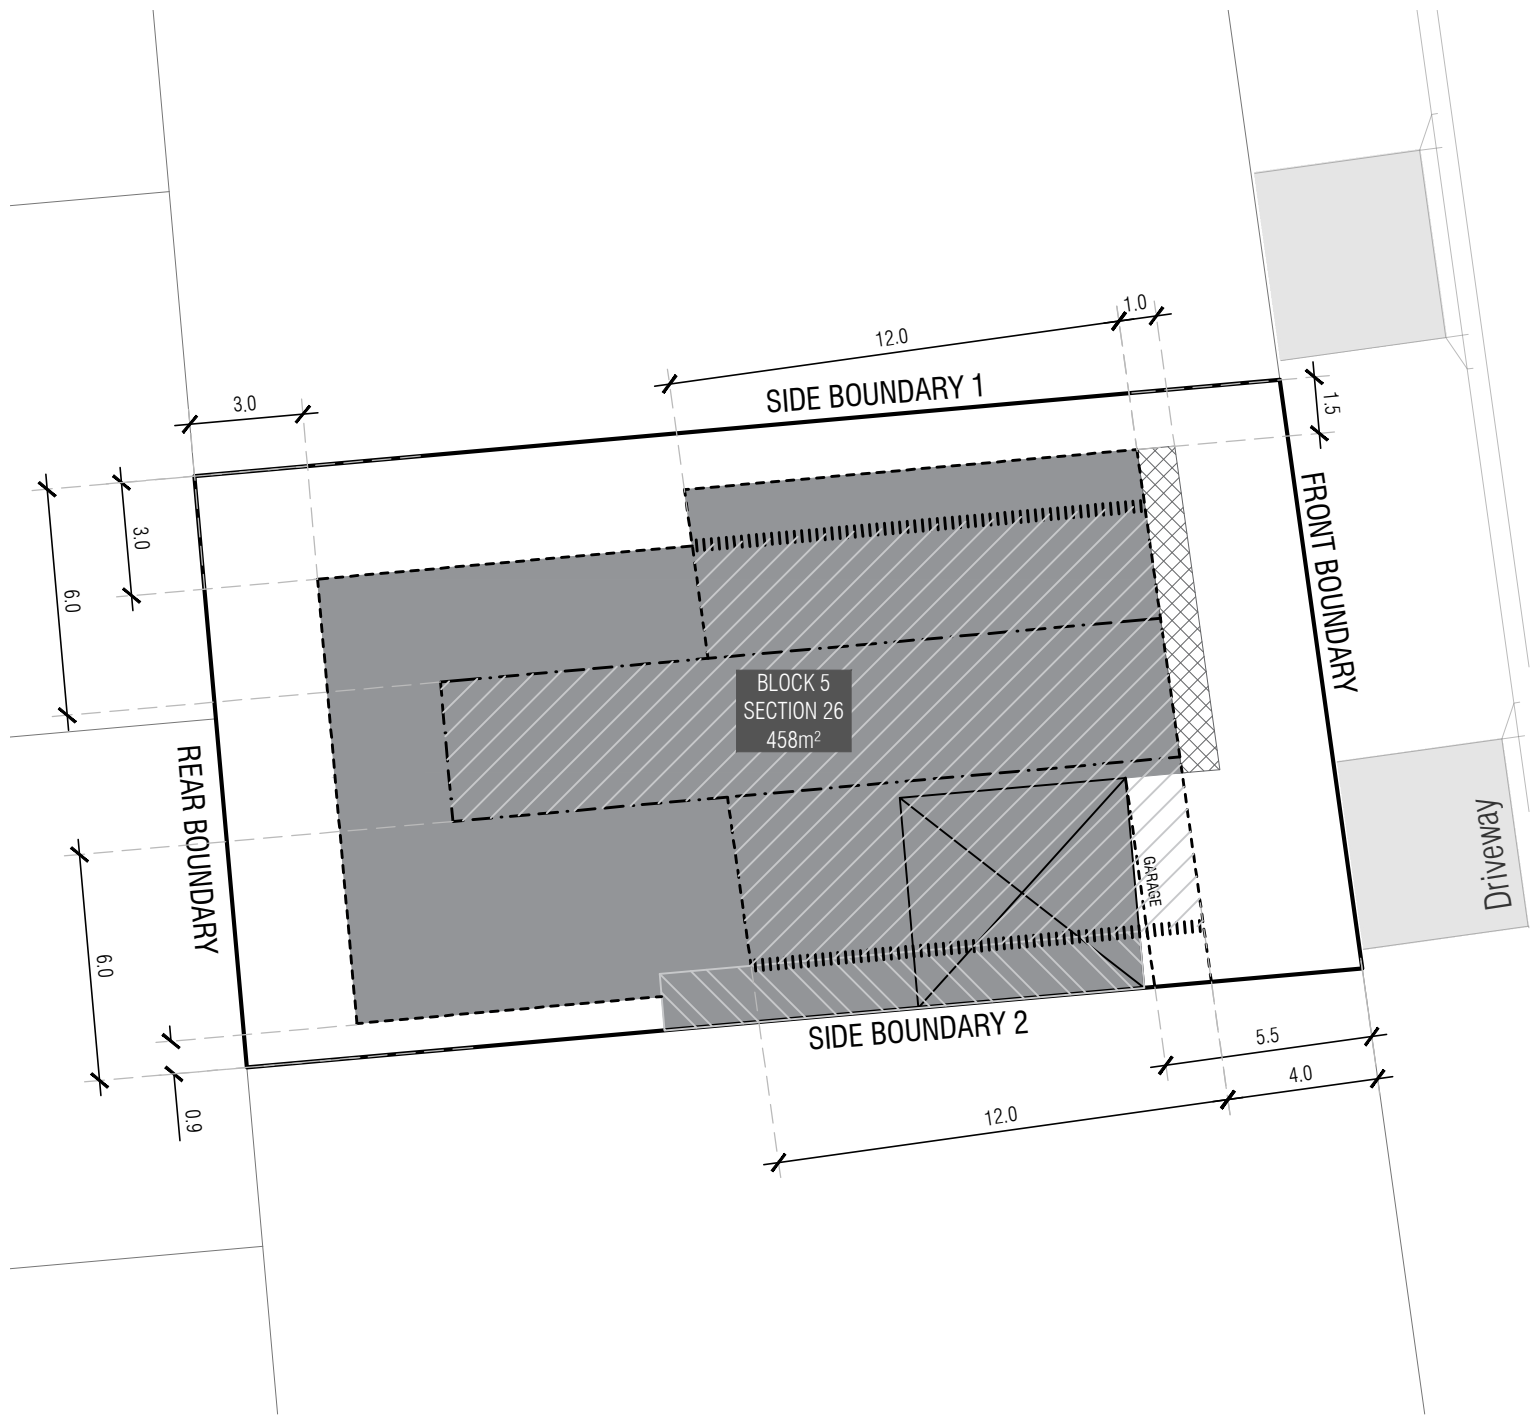 1.0
12.0
SIDE BOUNDARY 1
3.0
1.5
3.0
6.0
FRONT BOUNDARY
BLOCK 5
SECTION 26
458m²
REAR BOUNDARY
Driveway
GARAGE
6.0
SIDE BOUNDARY 2
5.5
4.0
0.9
12.0